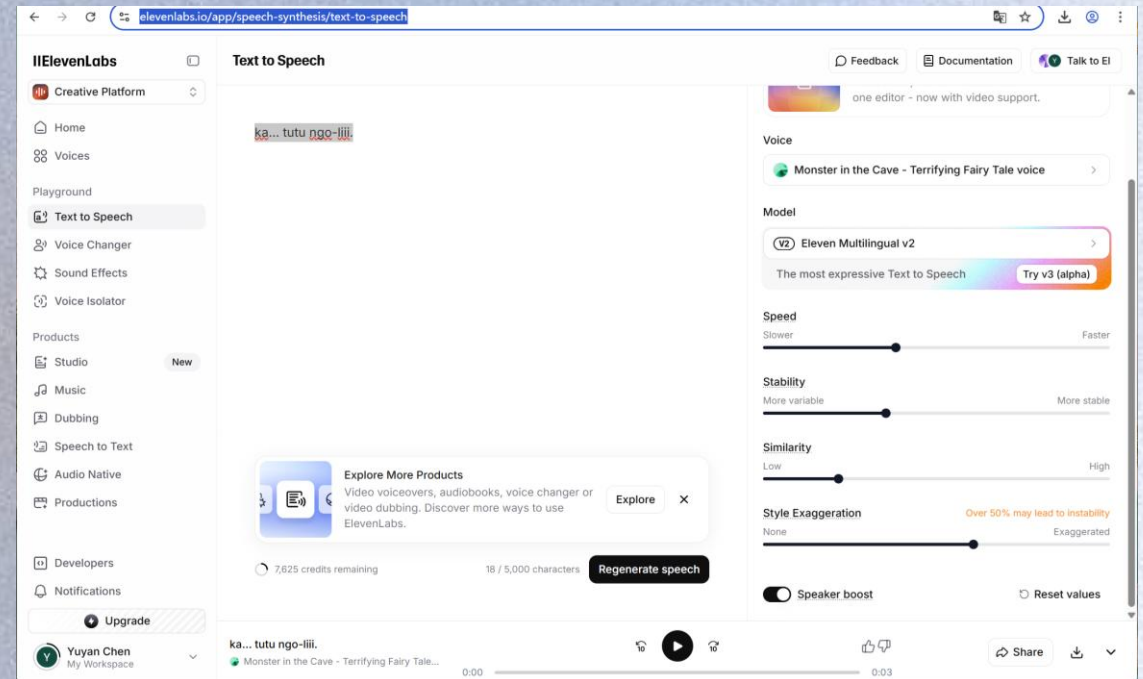 elevenlabs.io/app/speech-synthesis/text-to-speech
IIElevenLabs
Creative Platform
Home
Voices
Playground
Text to Speech
Voice Changer
Sound Effects
Voice Isolator
Products
Studio New
Music
Dubbing
Speech to Text
Audio Native
Productions
Developers
Notifications
Upgrade
Y Yuyan Chen
My Workspace
Text to Speech
Feedback
Documentation
Y Talk to El
ka... tutu ngo-liii.
Explore More Products
Video voiceovers, audiobooks, voice changer or
video dubbing. Discover more ways to use
ElevenLabs.
Explore
7,625 credits remaining
18 / 5,000 characters
Regenerate speech
one editor - now with video support.
Voice
Monster in the Cave - Terrifying Fairy Tale voice
Model
V2 Eleven Multilingual v2
The most expressive Text to Speech
Try v3 (alpha)
Speed
Slower Faster
Stability
More variable More stable
Similarity
Low High
Style Exaggeration Over 50% may lead to instability
None Exaggerated
Speaker boost
Reset values
ka... tutu ngo-liii.
Monster in the Cave - Terrifying Fairy Tale...
10
10
0:00
0:03
Share